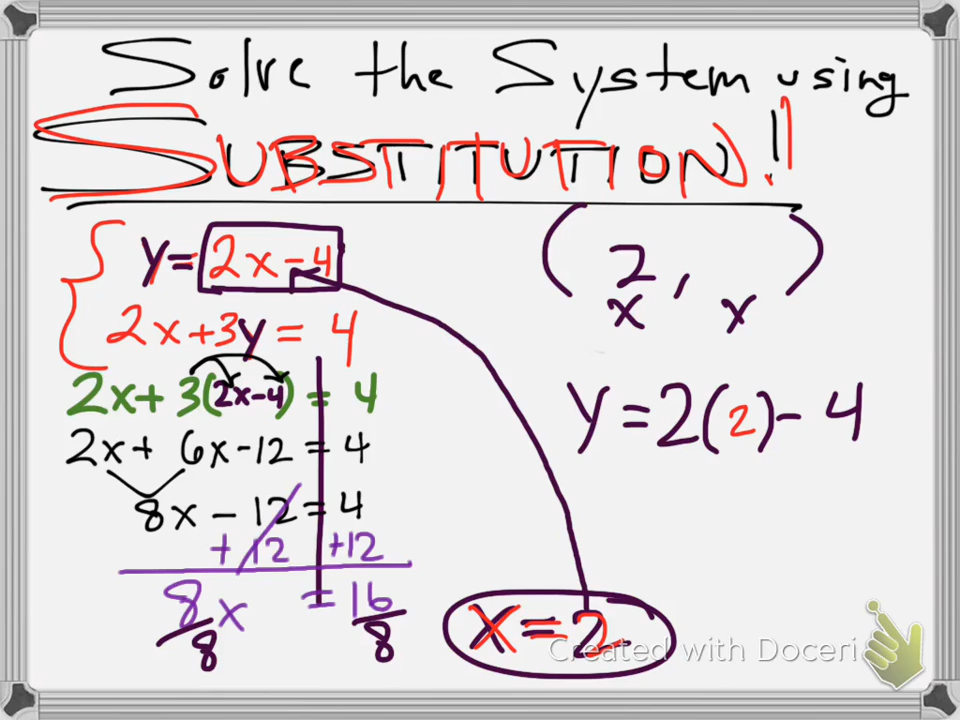 Solve the System using
SUBSTITUTION!!
y = 2x - 4
2x + 3y = 4
2x + 3(2x-4) = 4
2x + 6x - 12 = 4
8x - 12 = 4
+ 12 +12
8x = 16
8 8
x = 2
( 2 , )
x x
y = 2(2) - 4
Created with Doceri